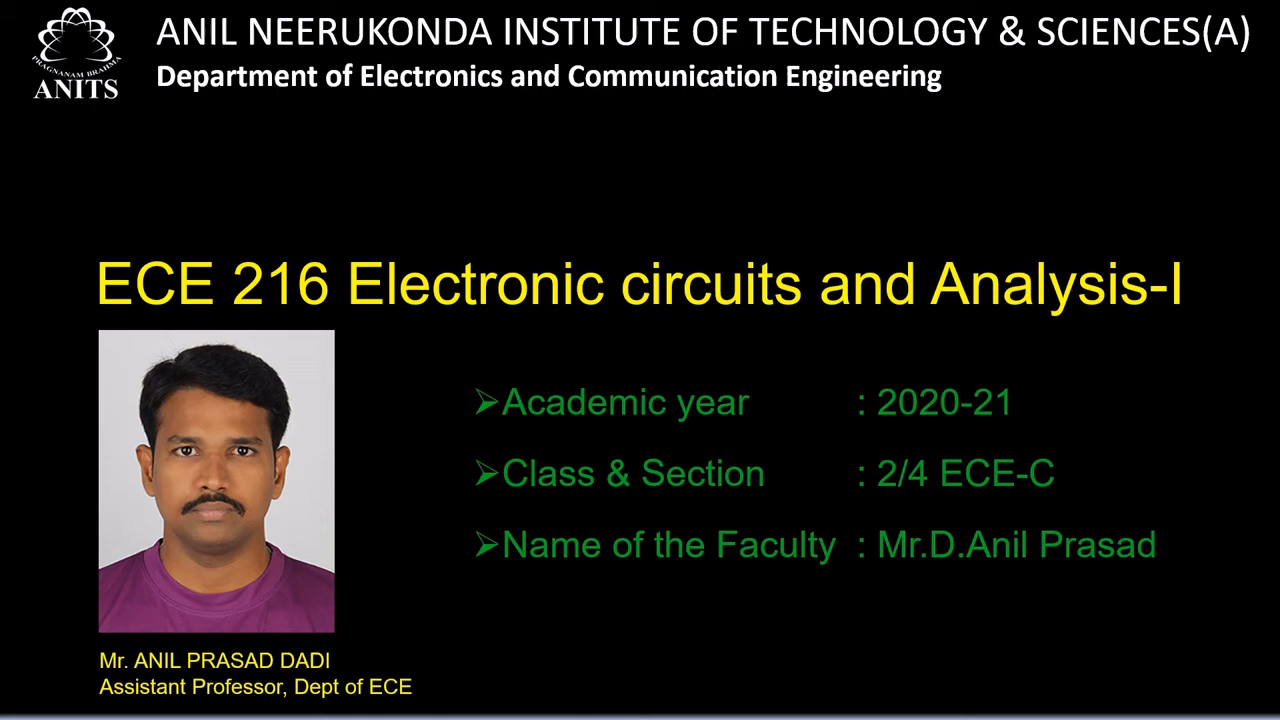 ANIL NEERUKONDA INSTITUTE OF TECHNOLOGY & SCIENCES(A)
Department of Electronics and Communication Engineering
PRAGNANAM BRAHMA
ANITS
ECE 216 Electronic circuits and Analysis-I
➢Academic year : 2020-21
➢Class & Section : 2/4 ECE-C
➢Name of the Faculty : Mr.D.Anil Prasad
Mr. ANIL PRASAD DADI
Assistant Professor, Dept of ECE